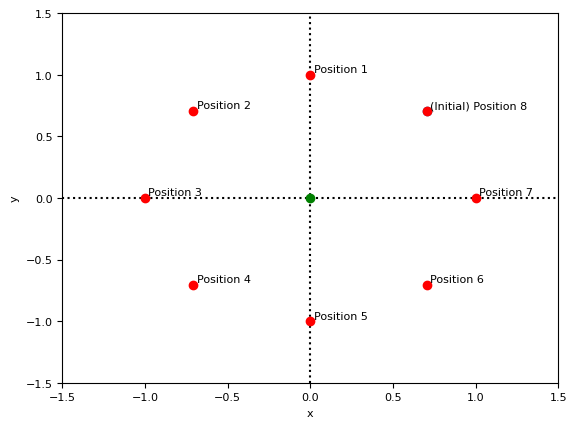 1.5
Position 1
1.0
Position 2
(Initial) Position 8
0.5
y
0.0
Position 3
Position 7
−0.5
Position 4
Position 6
−1.0
Position 5
−1.5
−1.5 −1.0 −0.5 0.0 0.5 1.0 1.5
x